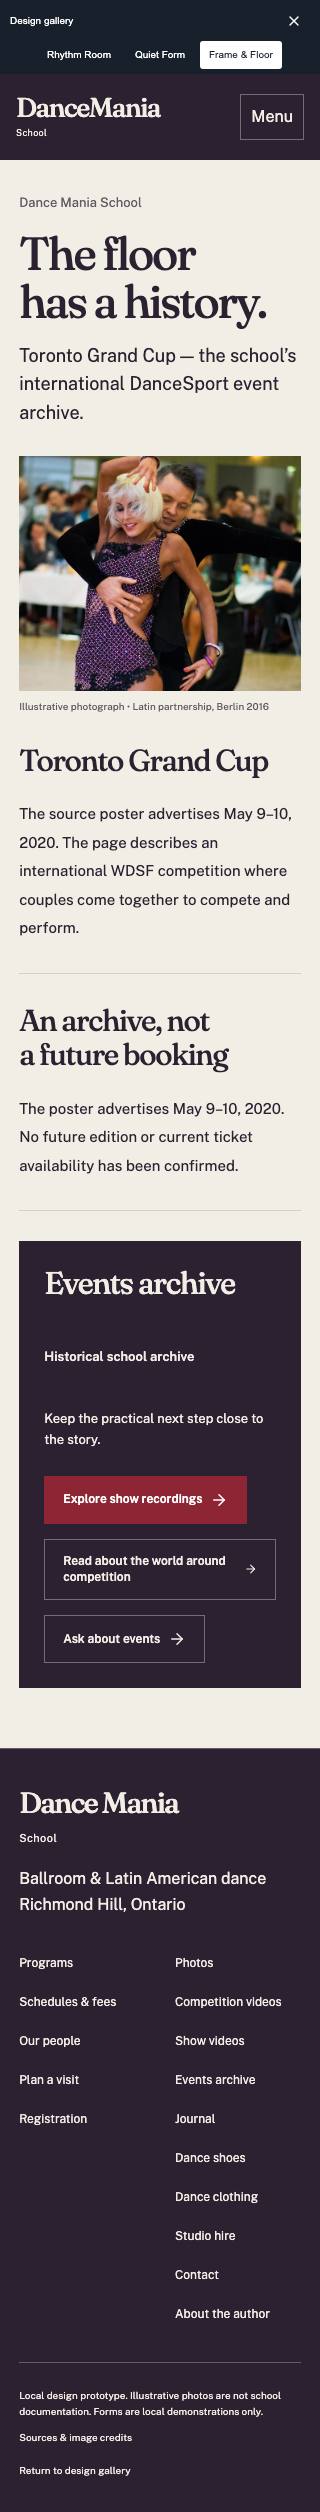 Design gallery
Rhythm Room
Quiet Form
Frame & Floor
DanceMania
School
Menu
Dance Mania School
The floor
has a history.
Toronto Grand Cup — the school’s
international DanceSport event
archive.
Illustrative photograph • Latin partnership, Berlin 2016
Toronto Grand Cup
The source poster advertises May 9–10,
2020. The page describes an
international WDSF competition where
couples come together to compete and
perform.
An archive, not
a future booking
The poster advertises May 9–10, 2020.
No future edition or current ticket
availability has been confirmed.
Events archive
Historical school archive
Keep the practical next step close to
the story.
Explore show recordings
Read about the world around
competition
Ask about events
Dance Mania
School
Ballroom & Latin American dance
Richmond Hill, Ontario
Programs
Schedules & fees
Our people
Plan a visit
Registration
Photos
Competition videos
Show videos
Events archive
Journal
Dance shoes
Dance clothing
Studio hire
Contact
About the author
Local design prototype. Illustrative photos are not school
documentation. Forms are local demonstrations only.
Sources & image credits
Return to design gallery